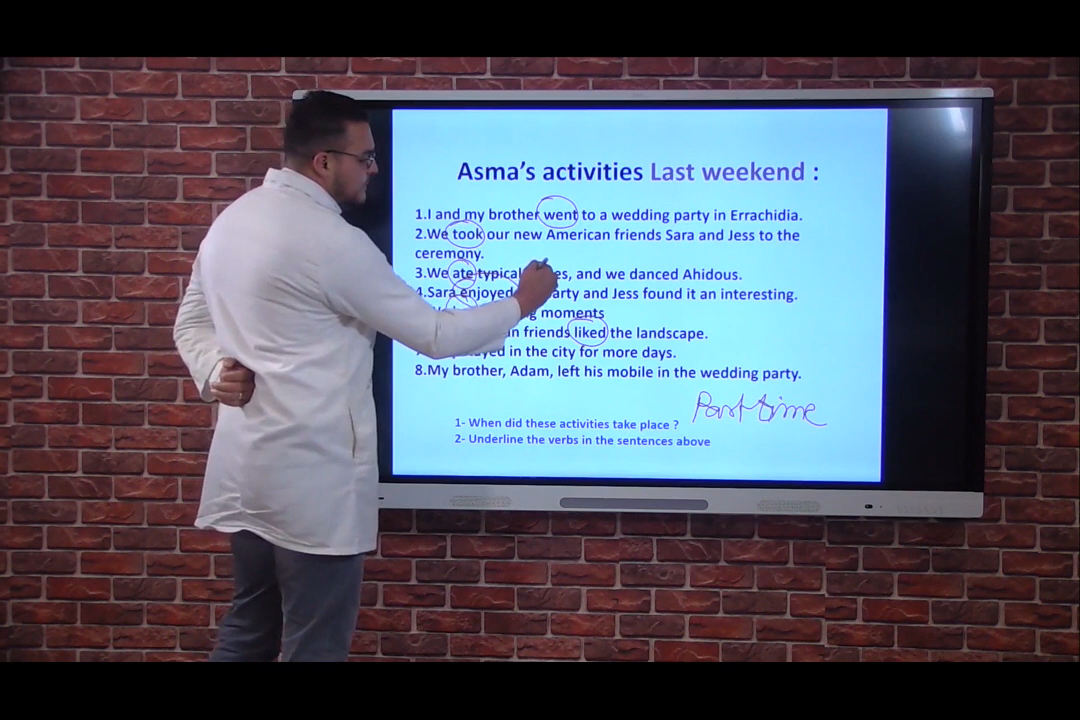 Asma's activities Last weekend :
1.I and my brother went to a wedding party in Errachidia.
2.We took our new American friends Sara and Jess to the
ceremony.
3.We ate typical, and we danced Ahidous.
4.Sara enjoyed party and Jess found it an interesting.
moments
friends liked the landscape.
in the city for more days.
8.My brother, Adam, left his mobile in the wedding party.
Past time
1- When did these activities take place ?
2- Underline the verbs in the sentences above